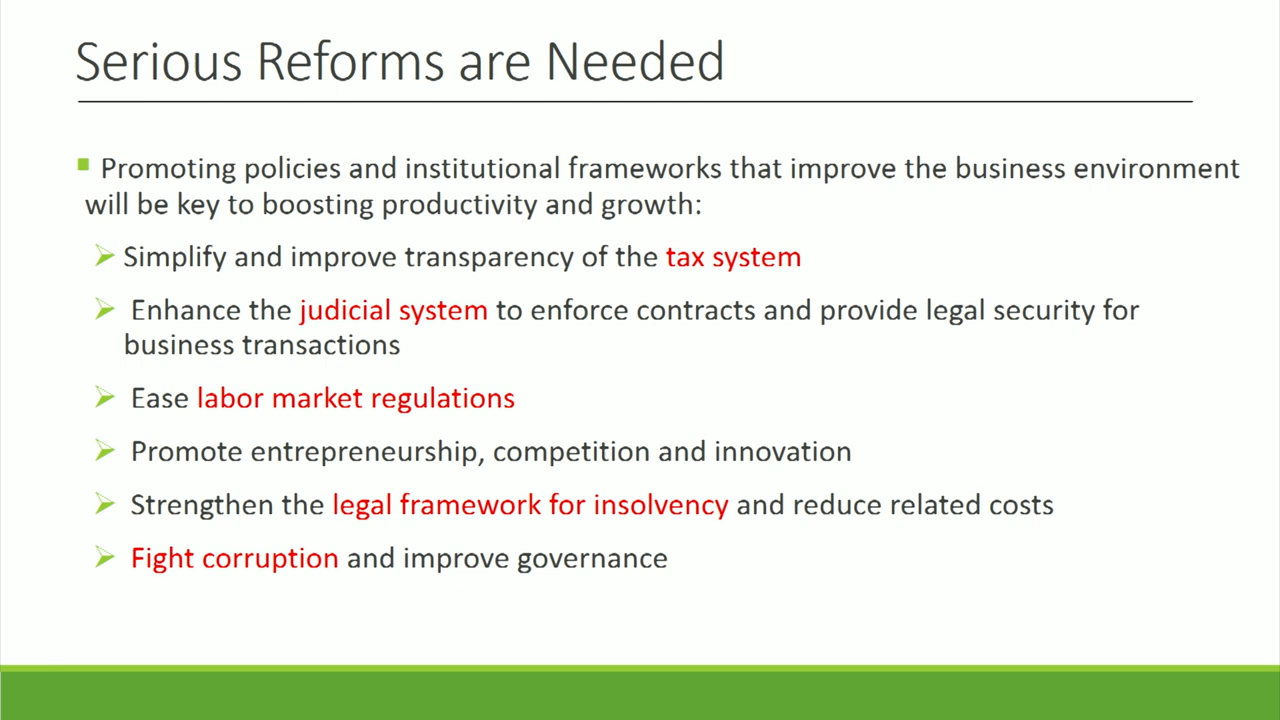 Serious Reforms are Needed
Promoting policies and institutional frameworks that improve the business environment
will be key to boosting productivity and growth:
Simplify and improve transparency of the tax system
Enhance the judicial system to enforce contracts and provide legal security for
business transactions
Ease labor market regulations
Promote entrepreneurship, competition and innovation
Strengthen the legal framework for insolvency and reduce related costs
Fight corruption and improve governance